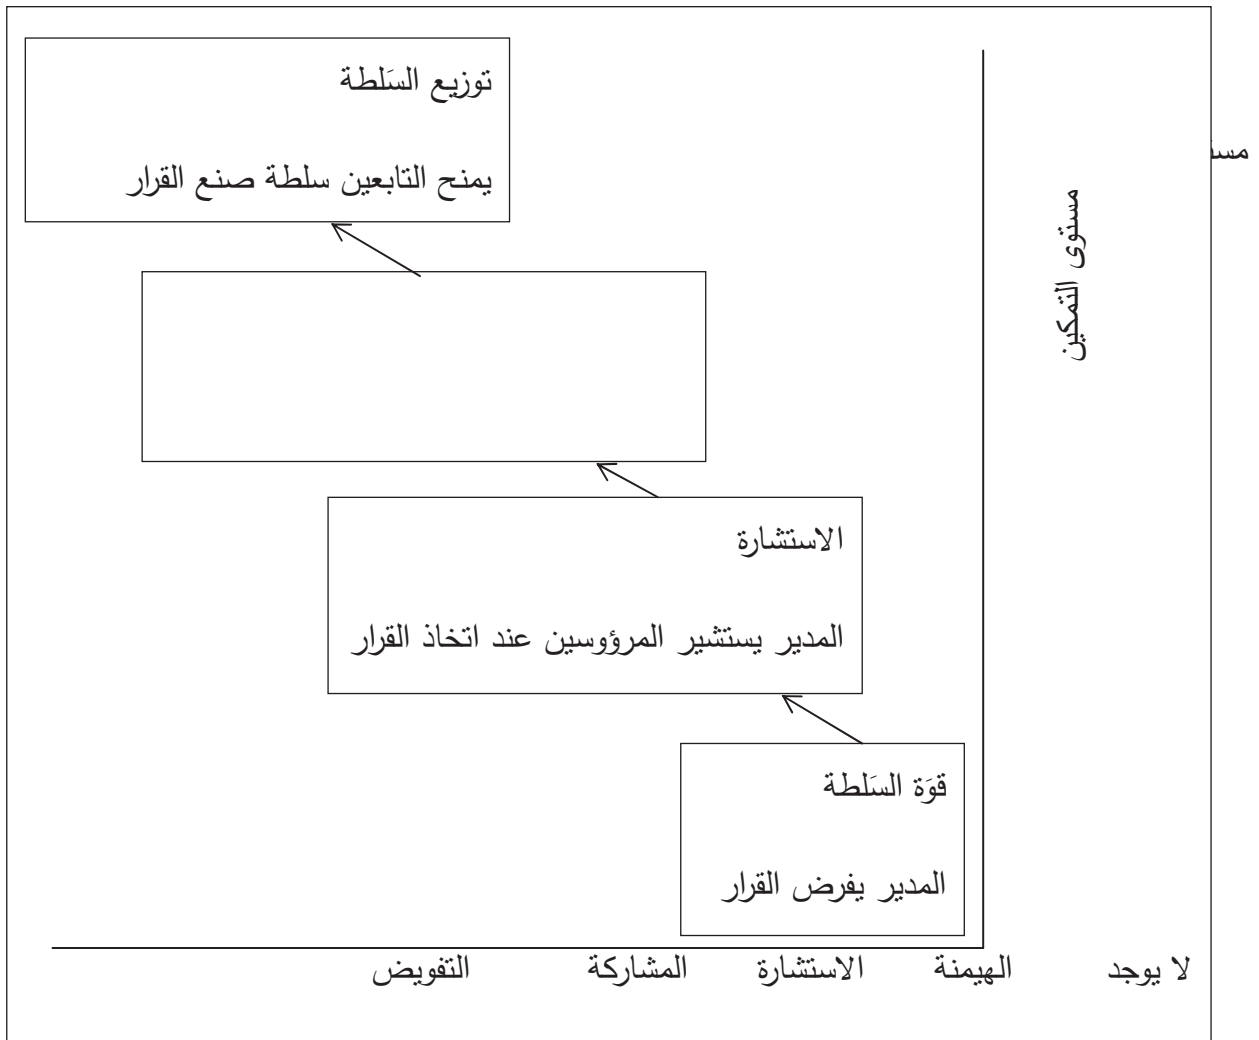 توزيع السَلطة
يمنح التابعين سلطة صنع القرار
مستوى التمكين
الاستشارة
المدير يستشير المرؤوسين عند اتخاذ القرار
قوَة السَلطة
المدير يفرض القرار
لا يوجد الهيمنة الاستشارة المشاركة التفويض